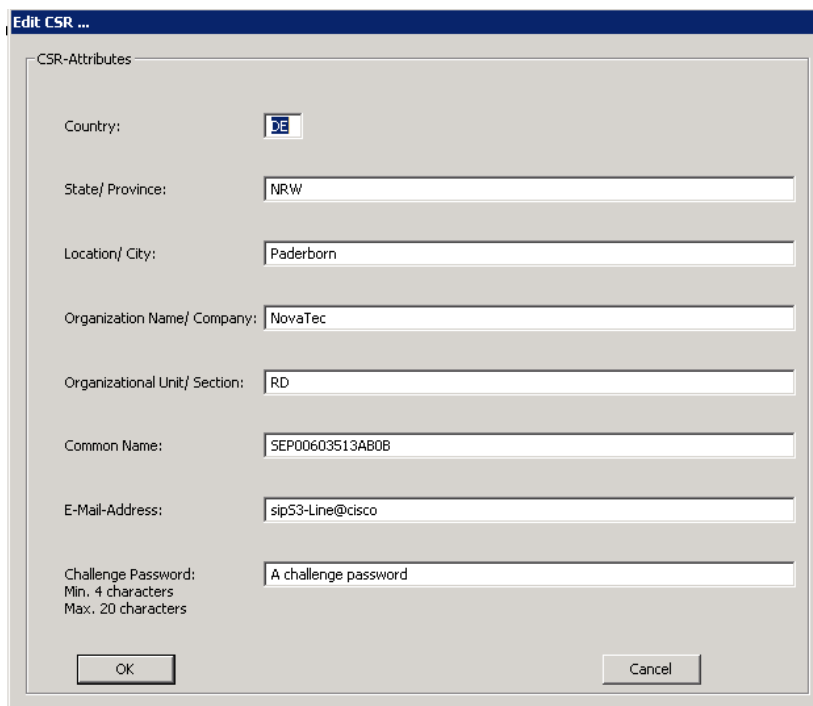 Edit CSR ...
CSR-Attributes
Country: DE
State/ Province: NRW
Location/ City: Paderborn
Organization Name/ Company: NovaTec
Organizational Unit/ Section: RD
Common Name: SEP00603513AB0B
E-Mail-Address: sipS3-Line@cisco
Challenge Password: A challenge password
Min. 4 characters
Max. 20 characters
OK Cancel